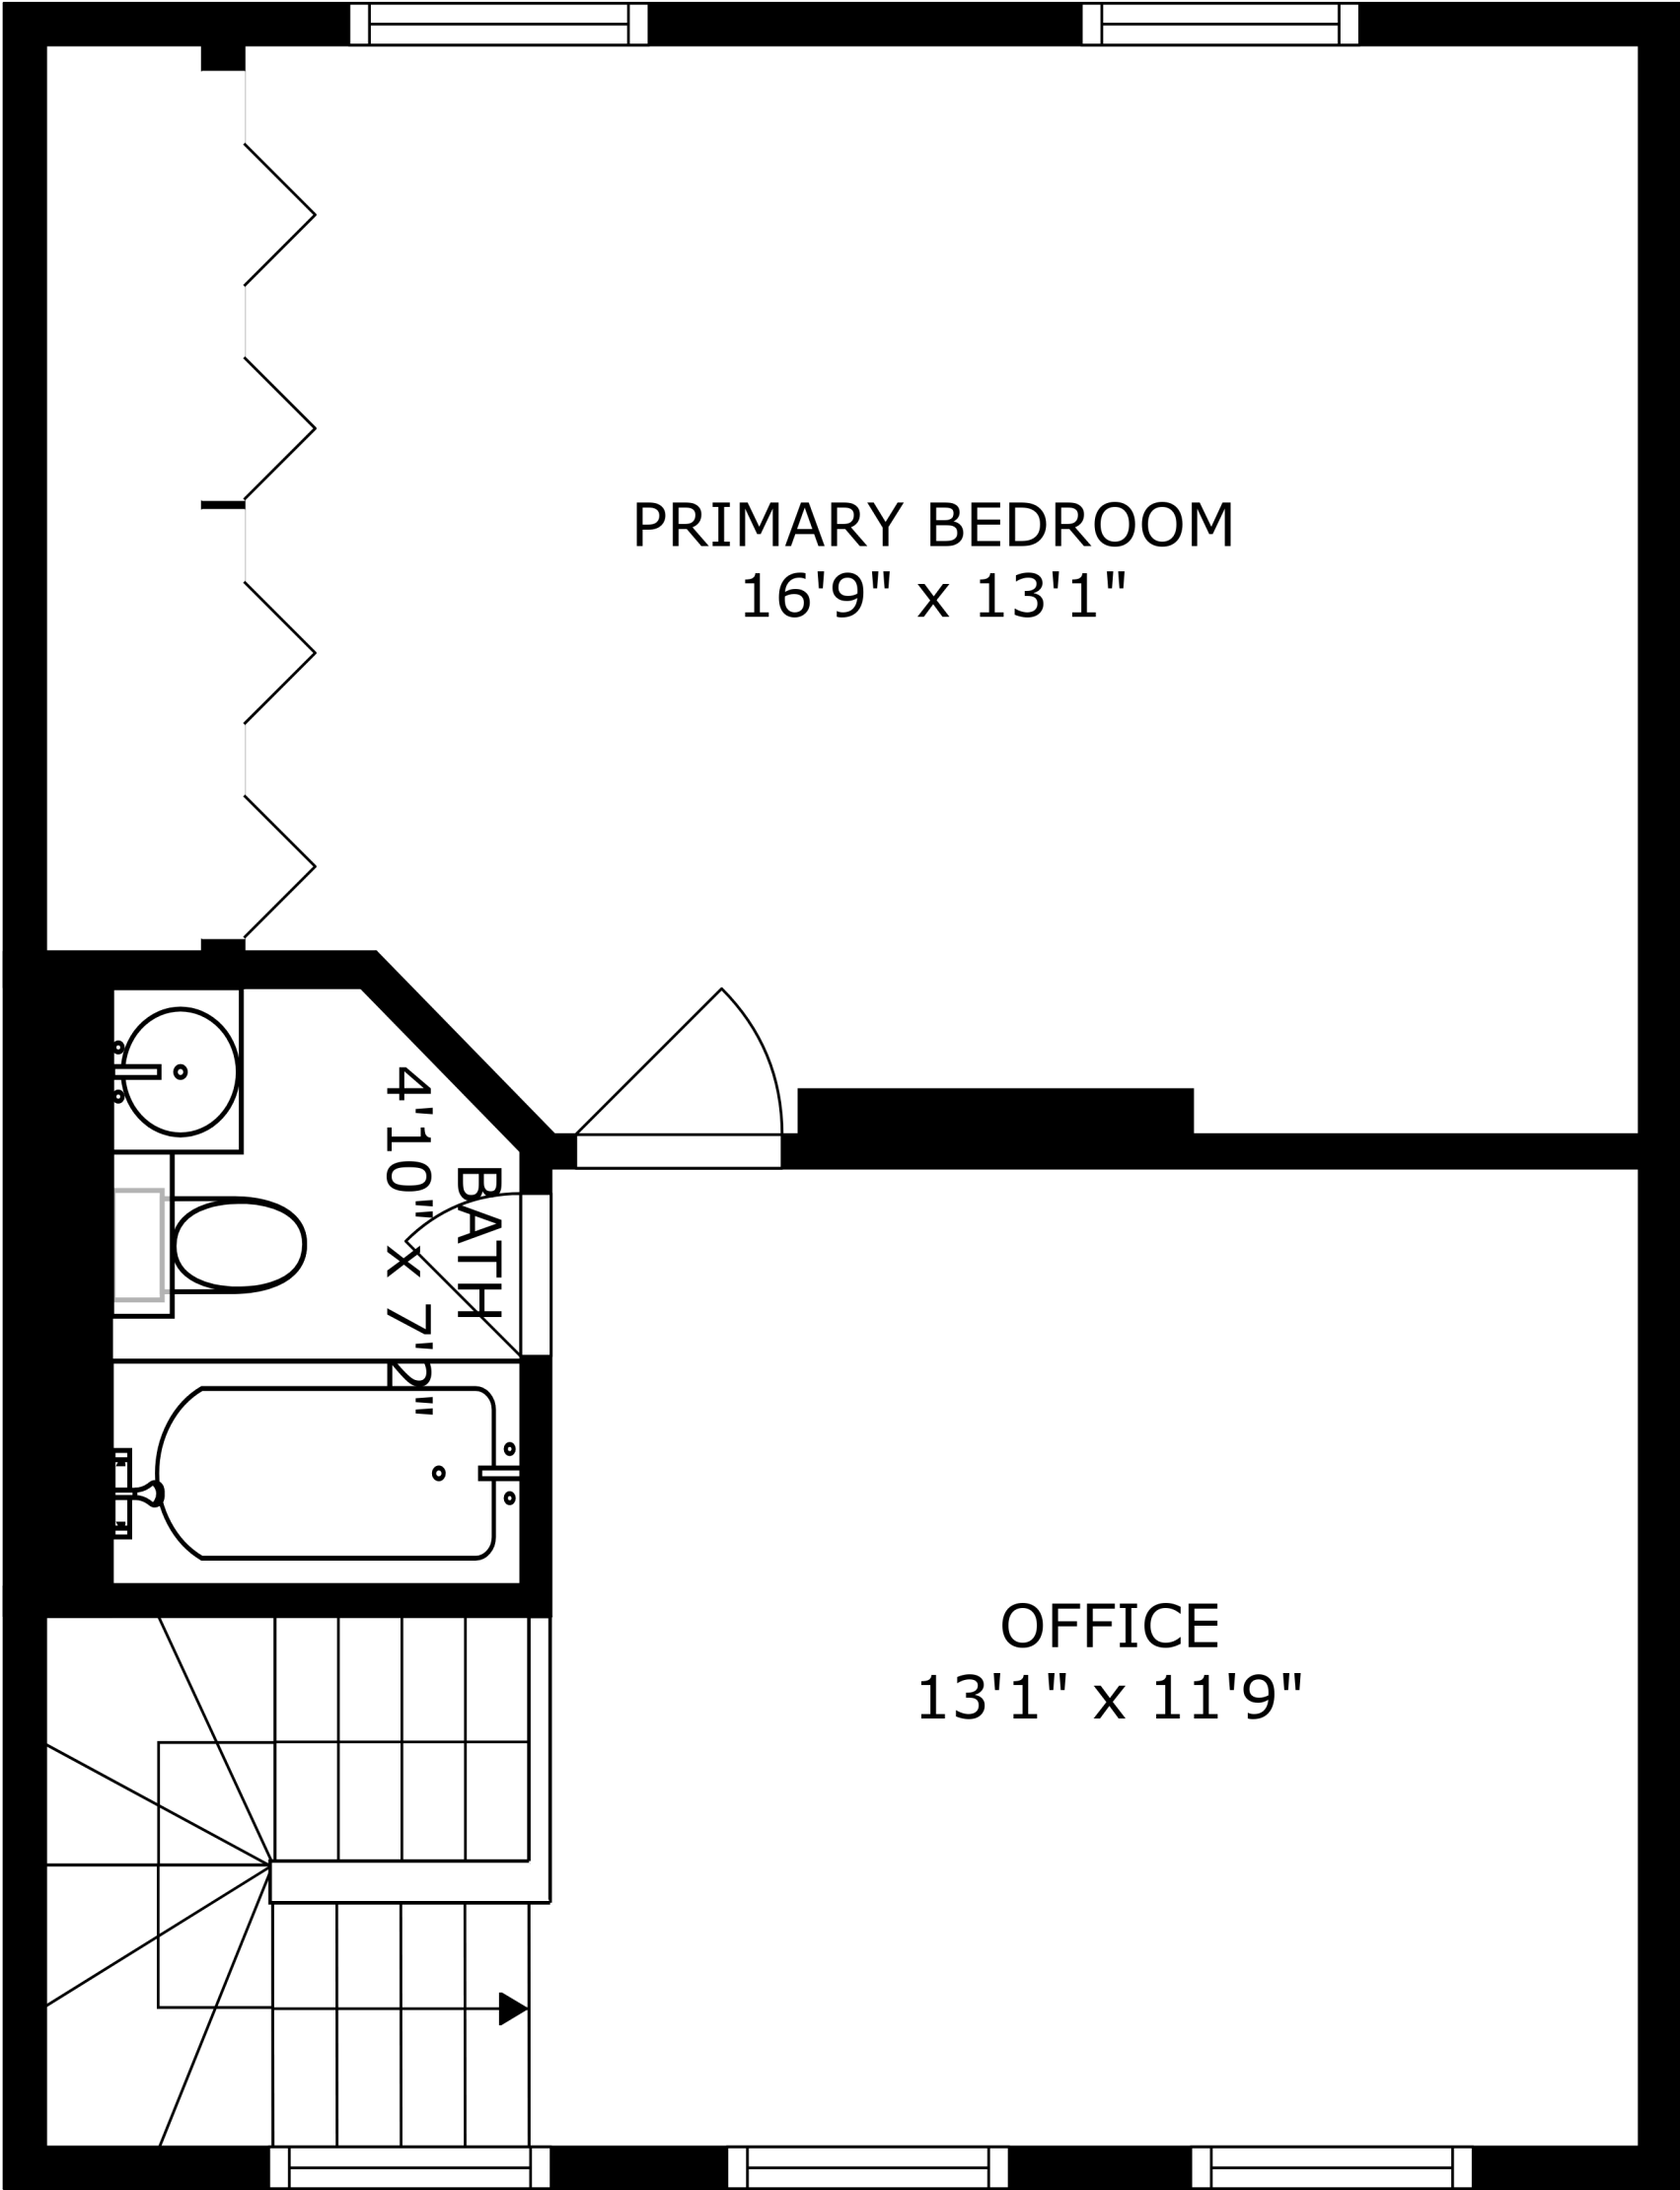 PRIMARY BEDROOM
16'9" x 13'1"
BATH
4'10" x 7'2"
OFFICE
13'1" x 11'9"